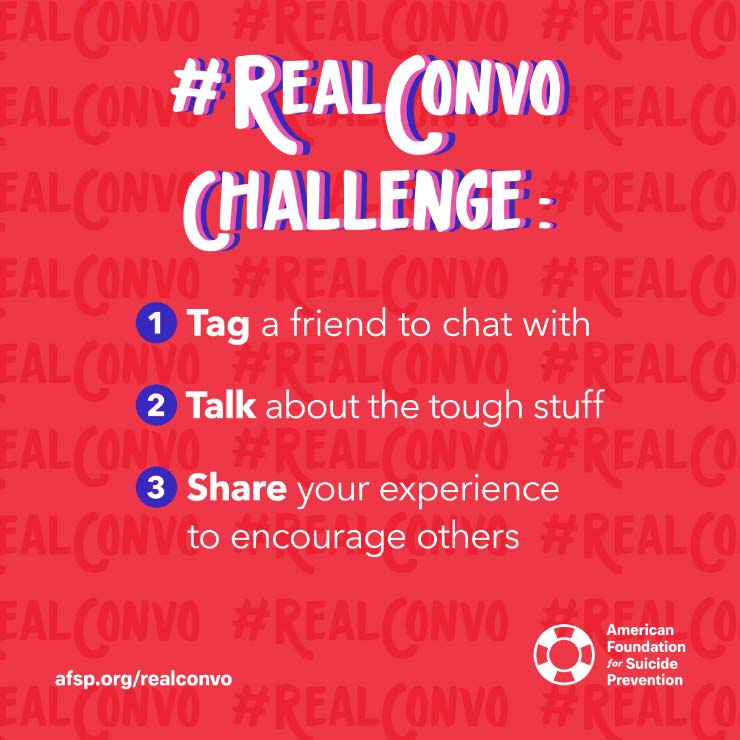 #REALCONVO
CHALLENGE:
1 Tag a friend to chat with
2 Talk about the tough stuff
3 Share your experience
to encourage others
afsp.org/realconvo
American
Foundation
for Suicide
Prevention